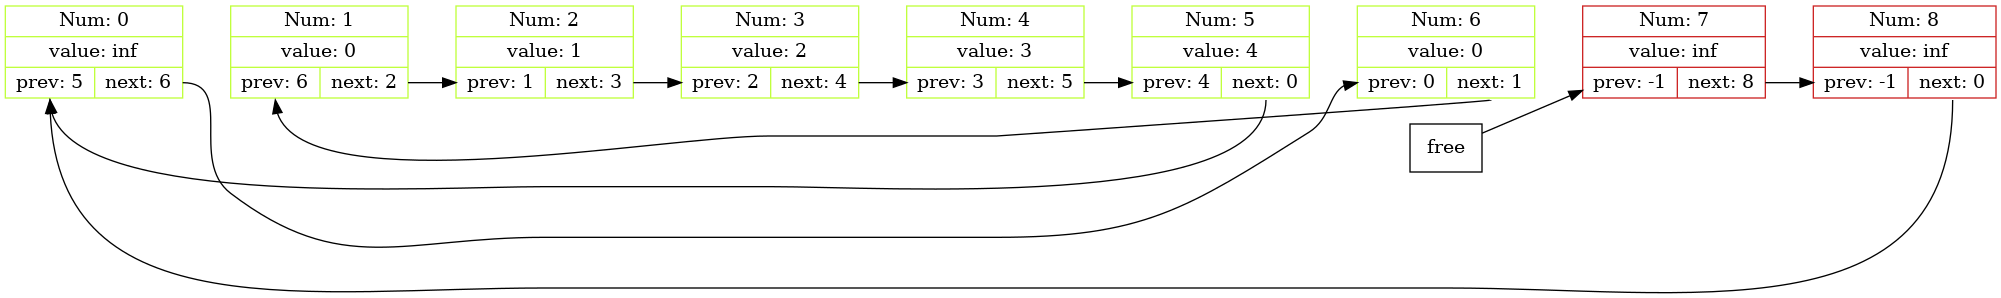 Num: 0
value: inf
prev: 5 next: 6
Num: 1
value: 0
prev: 6 next: 2
Num: 2
value: 1
prev: 1 next: 3
Num: 3
value: 2
prev: 2 next: 4
Num: 4
value: 3
prev: 3 next: 5
Num: 5
value: 4
prev: 4 next: 0
Num: 6
value: 0
prev: 0 next: 1
Num: 7
value: inf
prev: -1 next: 8
Num: 8
value: inf
prev: -1 next: 0
free